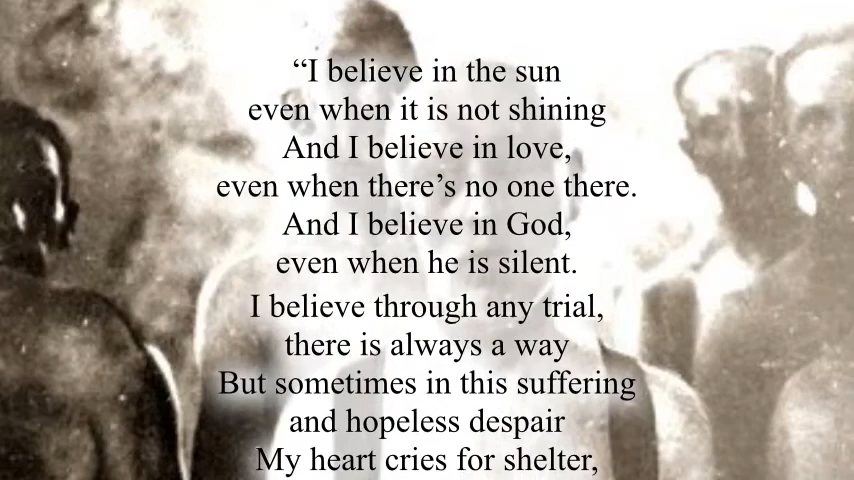 “I believe in the sun
even when it is not shining
And I believe in love,
even when there’s no one there.
And I believe in God,
even when he is silent.
I believe through any trial,
there is always a way
But sometimes in this suffering
and hopeless despair
My heart cries for shelter,